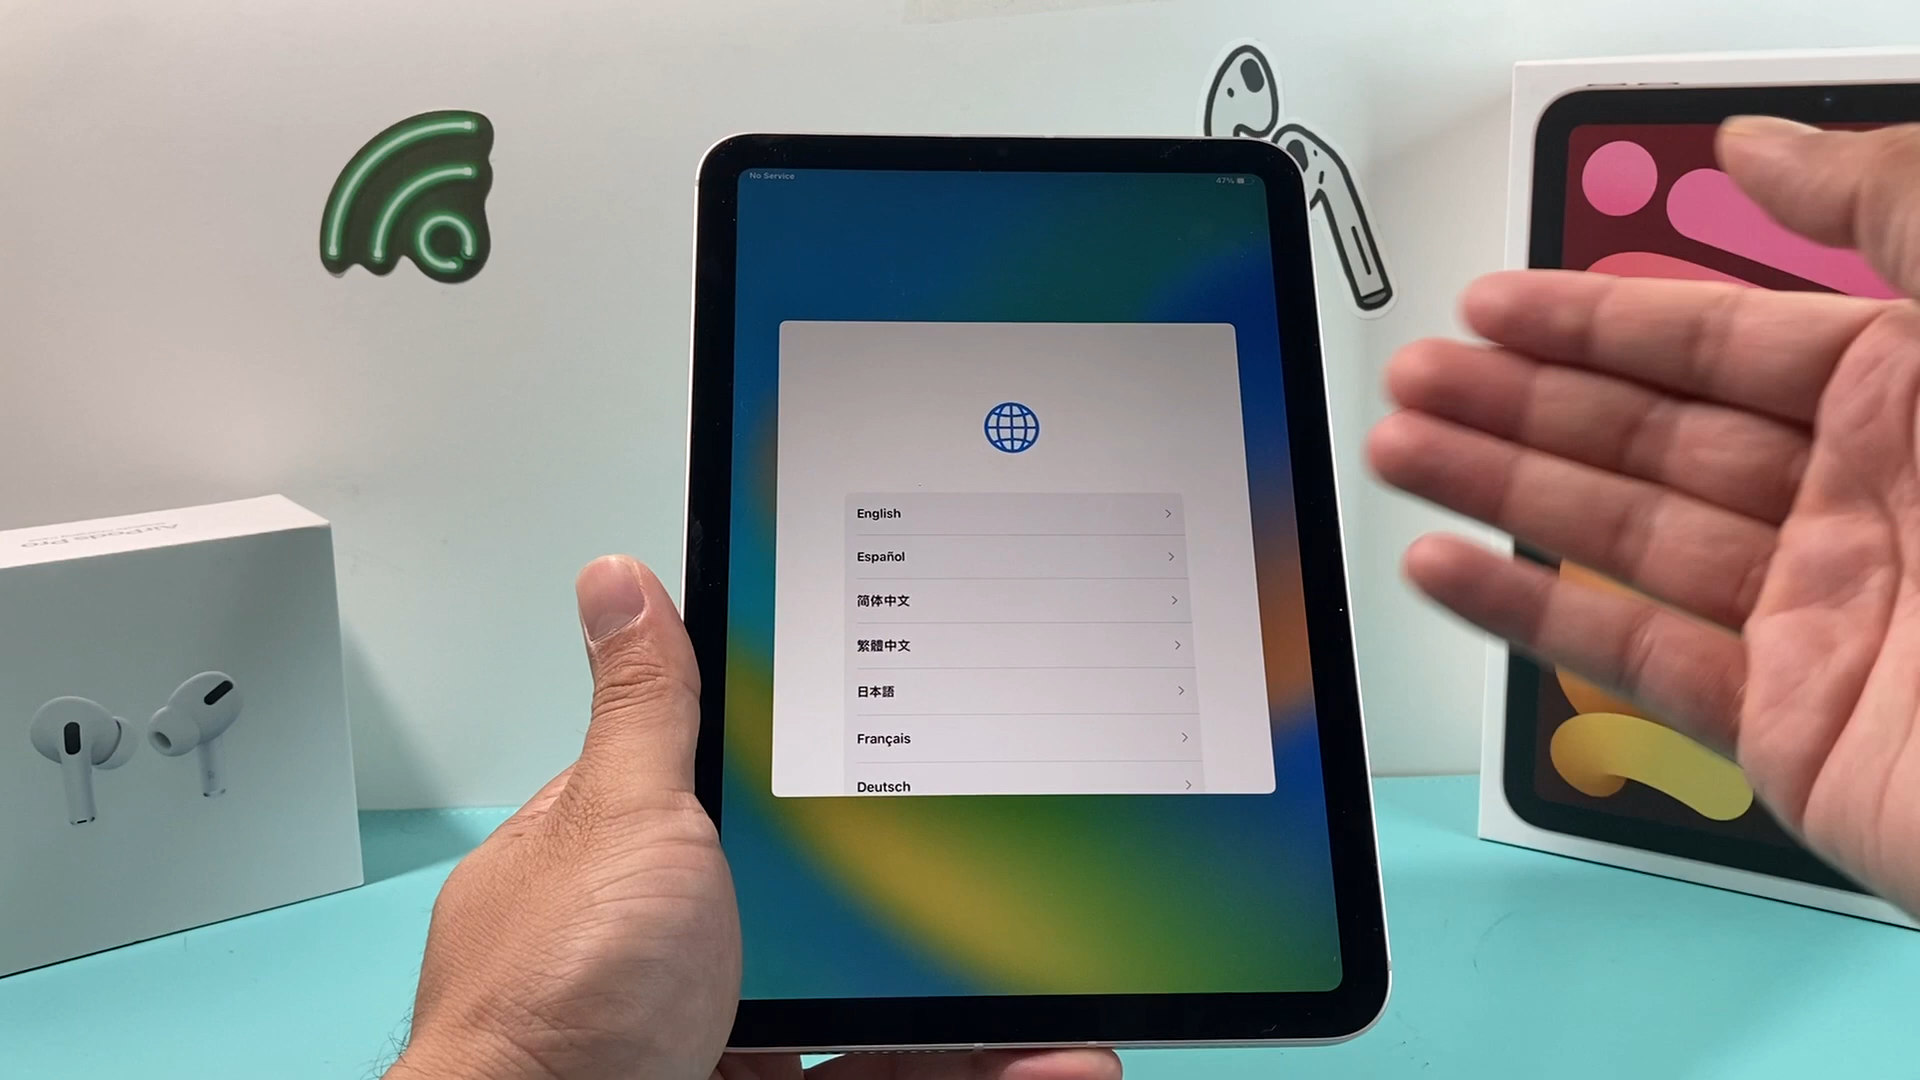 No Service
47%
English
Español
简体中文
繁體中文
日本語
Français
Deutsch
AirPods Pro